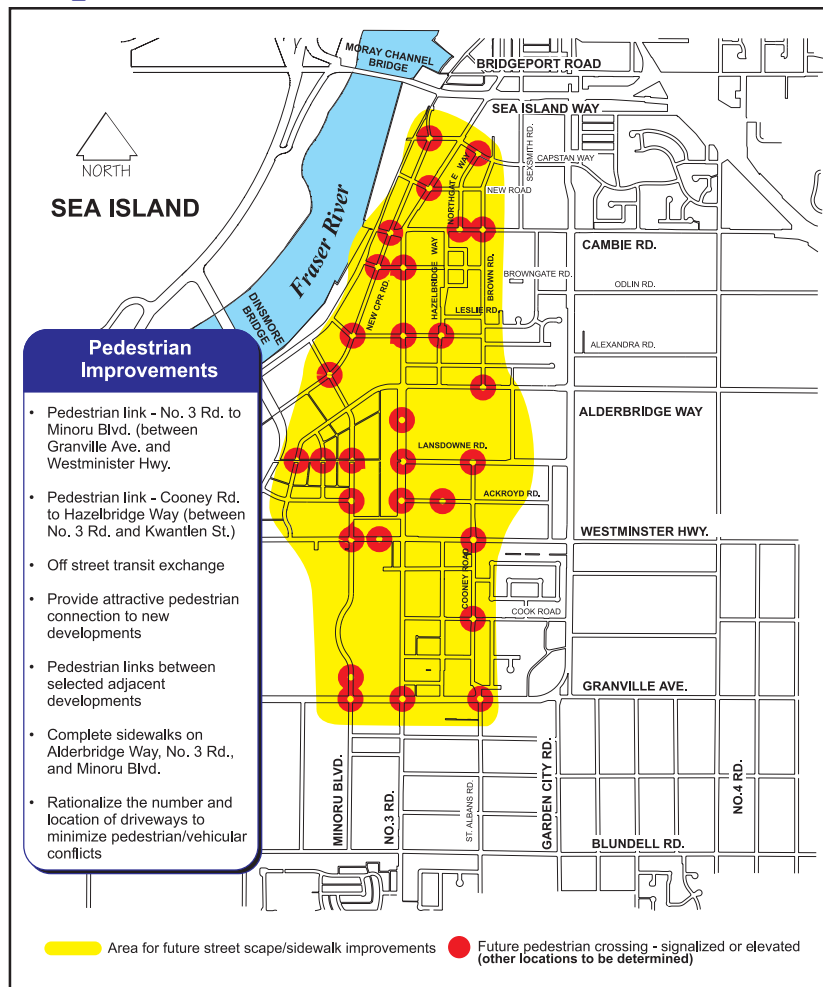 MORAY CHANNEL
BRIDGE
BRIDGEPORT ROAD
SEA ISLAND WAY
NORTH
SEA ISLAND
Fraser River
SEXSMITH RD.
CAPSTAN WAY
NORTHGATE WAY
NEW ROAD
CAMBIE RD.
HAZELBRIDGE WAY
BROWN RD.
BROWNGATE RD.
ODLIN RD.
NEW CPR RD.
LESLIE RD.
DINSMORE
BRIDGE
ALEXANDRA RD.
ALDERBRIDGE WAY
LANSDOWNE RD.
ACKROYD RD.
WESTMINSTER HWY.
COONEY ROAD
COOK ROAD
GRANVILLE AVE.
MINORU BLVD.
NO.3 RD.
ST. ALBANS RD.
GARDEN CITY RD.
NO.4 RD.
BLUNDELL RD.
Pedestrian
Improvements
• Pedestrian link - No. 3 Rd. to
Minoru Blvd. (between
Granville Ave. and
Westminister Hwy.
• Pedestrian link - Cooney Rd.
to Hazelbridge Way (between
No. 3 Rd. and Kwantlen St.)
• Off street transit exchange
• Provide attractive pedestrian
connection to new
developments
• Pedestrian links between
selected adjacent
developments
• Complete sidewalks on
Alderbridge Way, No. 3 Rd.,
and Minoru Blvd.
• Rationalize the number and
location of driveways to
minimize pedestrian/vehicular
conflicts
Area for future street scape/sidewalk improvements
Future pedestrian crossing - signalized or elevated
(other locations to be determined)